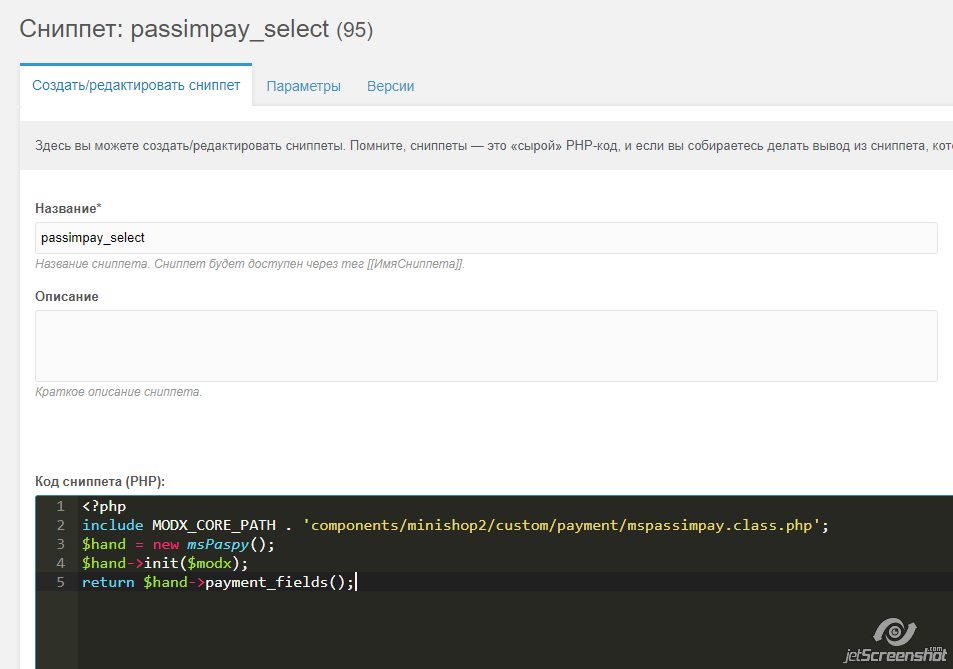 Сниппет: passimpay_select (95)
Создать/редактировать сниппет Параметры Версии
Здесь вы можете создать/редактировать сниппеты. Помните, сниппеты — это «сырой» PHP-код, и если вы собираетесь делать вывод из сниппета, кот
Название*
passimpay_select
Название сниппета. Сниппет будет доступен через тег [[ИмяСниппета]].
Описание
Краткое описание сниппета.
Код сниппета (PHP):
1 <?php
2 include MODX_CORE_PATH . 'components/minishop2/custom/payment/mspassimpay.class.php';
3 $hand = new msPaspy();
4 $hand->init($modx);
5 return $hand->payment_fields();
jetScreenshot.com